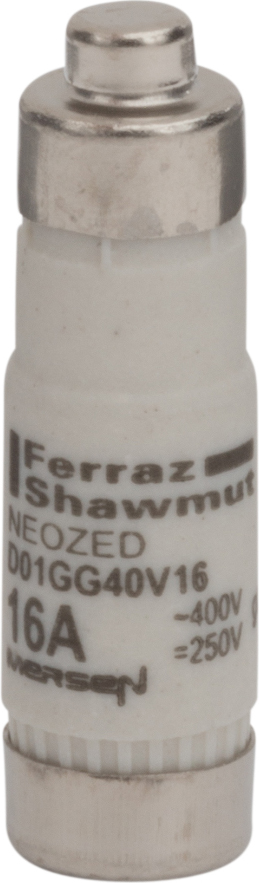 Ferraz
Shawmut
NEOZED
D01GG40V16
16A ~400V
=250V
MERSEN